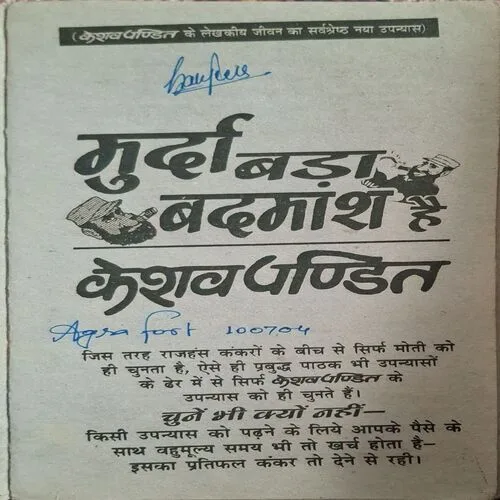 (केशव पण्डित के लेखकीय जीवन का सर्वश्रेष्ठ नया उपन्यास)
मुर्दा बड़ा
बदमाश है
केशव पण्डित
Agra fort 100704
जिस तरह राजहंस कंकरों के बीच से सिर्फ मोती को
ही चुनता है, ऐसे ही प्रबुद्ध पाठक भी उपन्यासों
के ढेर में से सिर्फ केशव पण्डित के
उपन्यास को ही चुनते हैं।
चुनें भी क्यों नहीं—
किसी उपन्यास को पढ़ने के लिये आपके पैसे के
साथ बहुमूल्य समय भी तो खर्च होता है—
इसका प्रतिफल कंकर तो देने से रही।